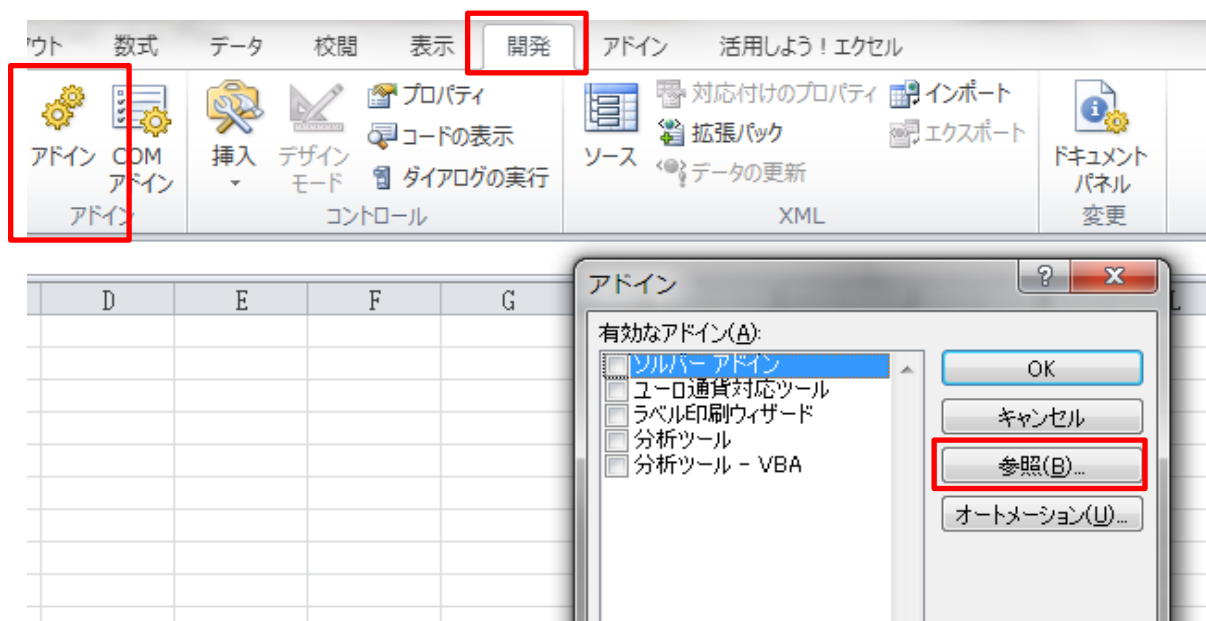 ウト 数式 データ 校閲 表示 開発 アドイン 活用しよう！エクセル
アドイン
COM
アドイン
アドイン
挿入
デザイン
モード
プロパティ
コードの表示
ダイアログの実行
コントロール
ソース
対応付けのプロパティ
拡張パック
データの更新
インポート
エクスポート
XML
ドキュメント
パネル
変更
D E F G L
アドイン
有効なアドイン(A):
ソルバー アドイン
ユーロ通貨対応ツール
ラベル印刷ウィザード
分析ツール
分析ツール - VBA
OK
キャンセル
参照(B)...
オートメーション(U)...